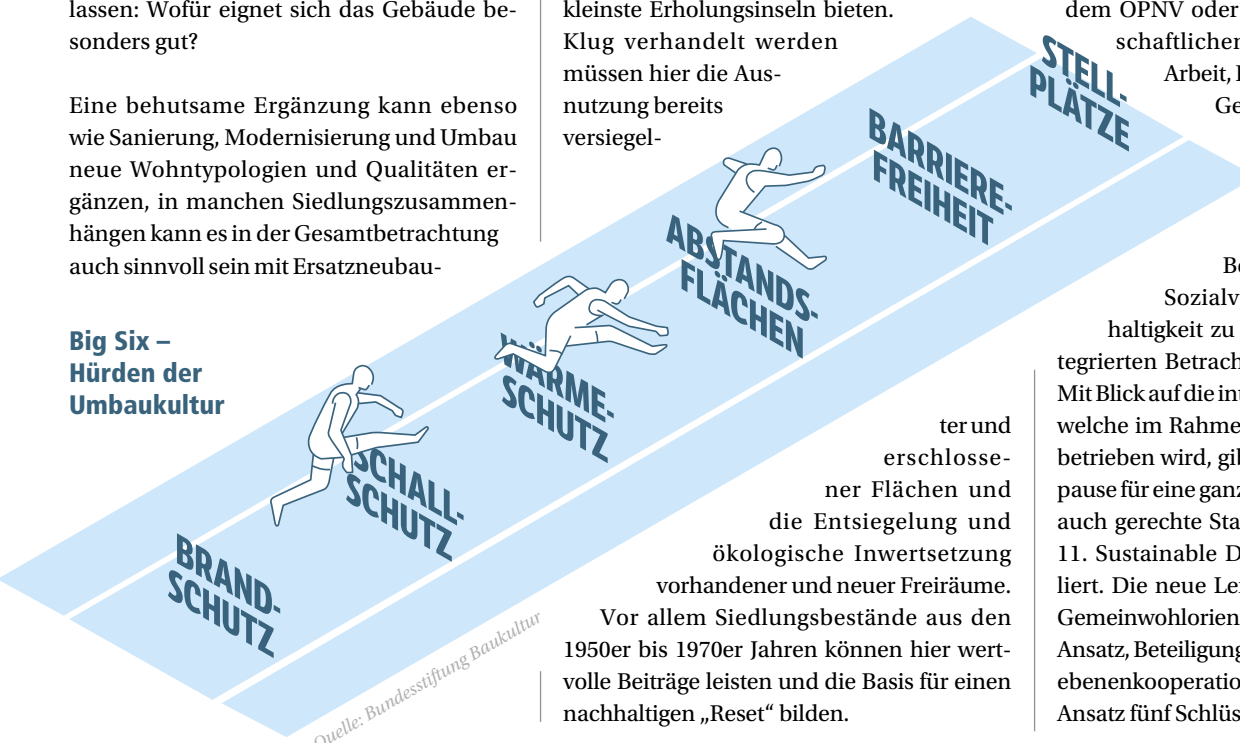 lassen: Wofür eignet sich das Gebäude be-
sonders gut?
Eine behutsame Ergänzung kann ebenso
wie Sanierung, Modernisierung und Umbau
neue Wohntypologien und Qualitäten er-
gänzen, in manchen Siedlungszusammen-
hängen kann es in der Gesamtbetrachtung
auch sinnvoll sein mit Ersatzneubau-
Big Six –
Hürden der
Umbaukultur
BRAND-
SCHUTZ
SCHALL-
SCHUTZ
WÄRME-
SCHUTZ
ABSTANDS-
FLÄCHEN
BARRIERE-
FREIHEIT
STELL-
PLÄTZE
Quelle: Bundesstiftung Baukultur
kleinste Erholungsinseln bieten.
Klug verhandelt werden
müssen hier die Aus-
nutzung bereits
versiegel-
ter und
erschlosse-
ner Flächen und
die Entsiegelung und
ökologische Inwertsetzung
vorhandener und neuer Freiräume.
Vor allem Siedlungsbestände aus den
1950er bis 1970er Jahren können hier wert-
volle Beiträge leisten und die Basis für einen
nachhaltigen „Reset“ bilden.
dem ÖPNV oder
schaftlicher
Arbeit,
Ge
Be
Sozialv
haltigkeit zu
tegrierten Betrach
Mit Blick auf die int
welche im Rahme
betrieben wird, gib
pause für eine ganz
auch gerechte Sta
11. Sustainable D
liert. Die neue Lei
Gemeinwohlorien
Ansatz, Beteiligung
ebenenkooperatio
Ansatz fünf Schlüs